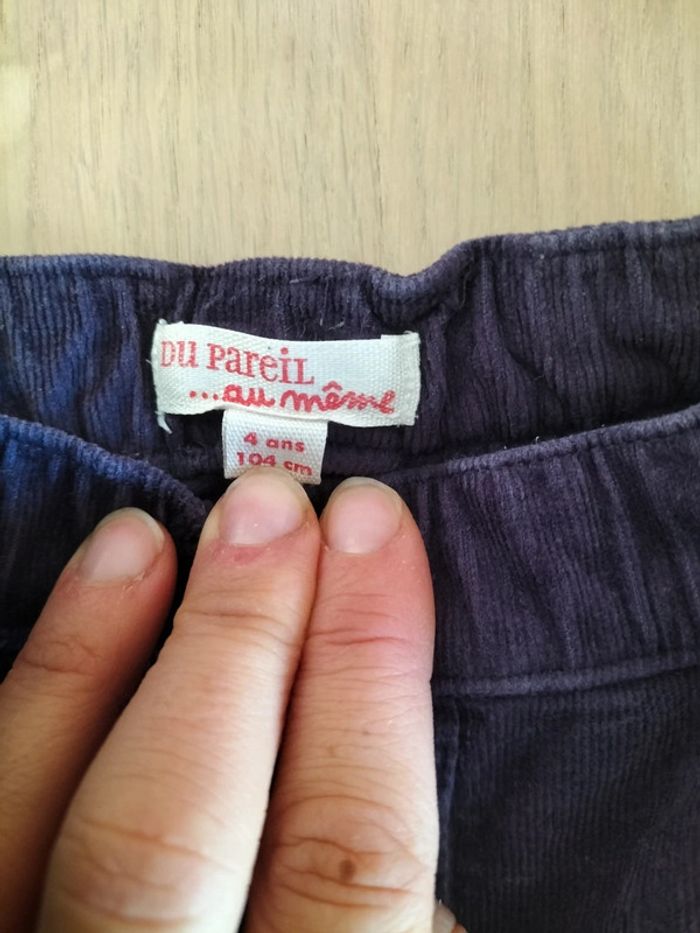 DU PAREIL
...au même
4 ans
104 cm